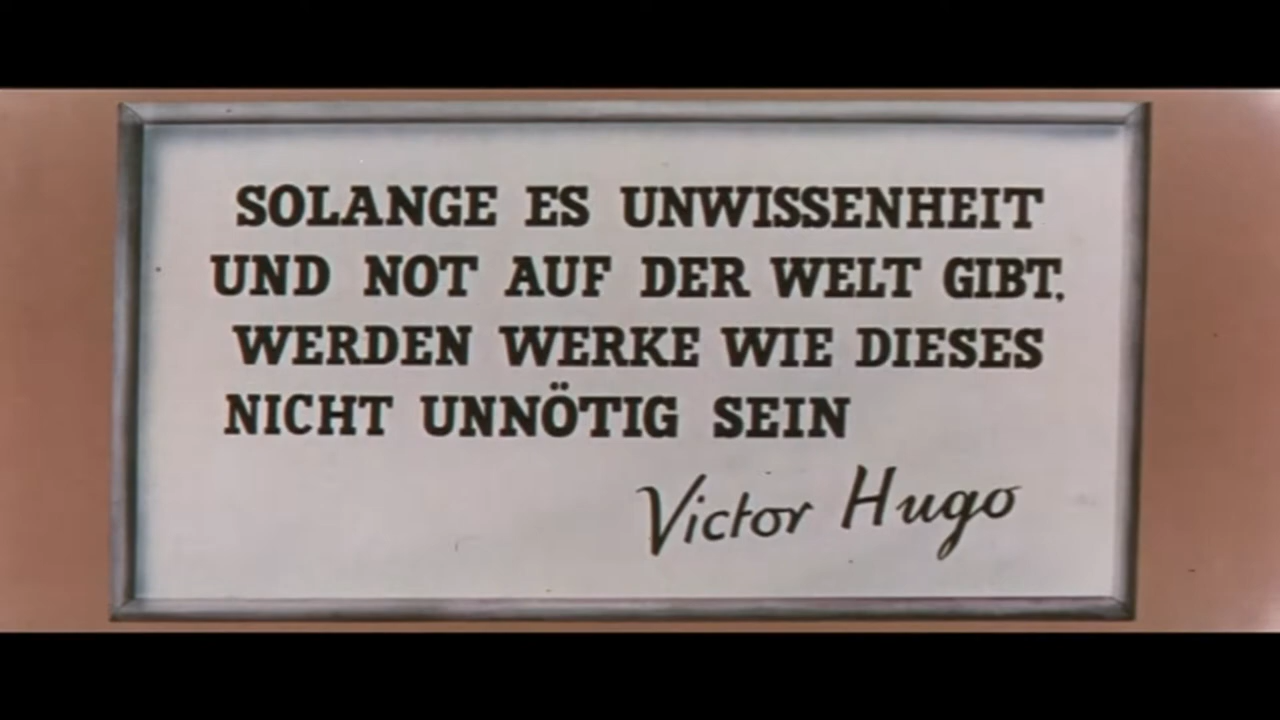 SOLANGE ES UNWISSENHEIT
UND NOT AUF DER WELT GIBT,
WERDEN WERKE WIE DIESES
NICHT UNNÖTIG SEIN
Victor Hugo